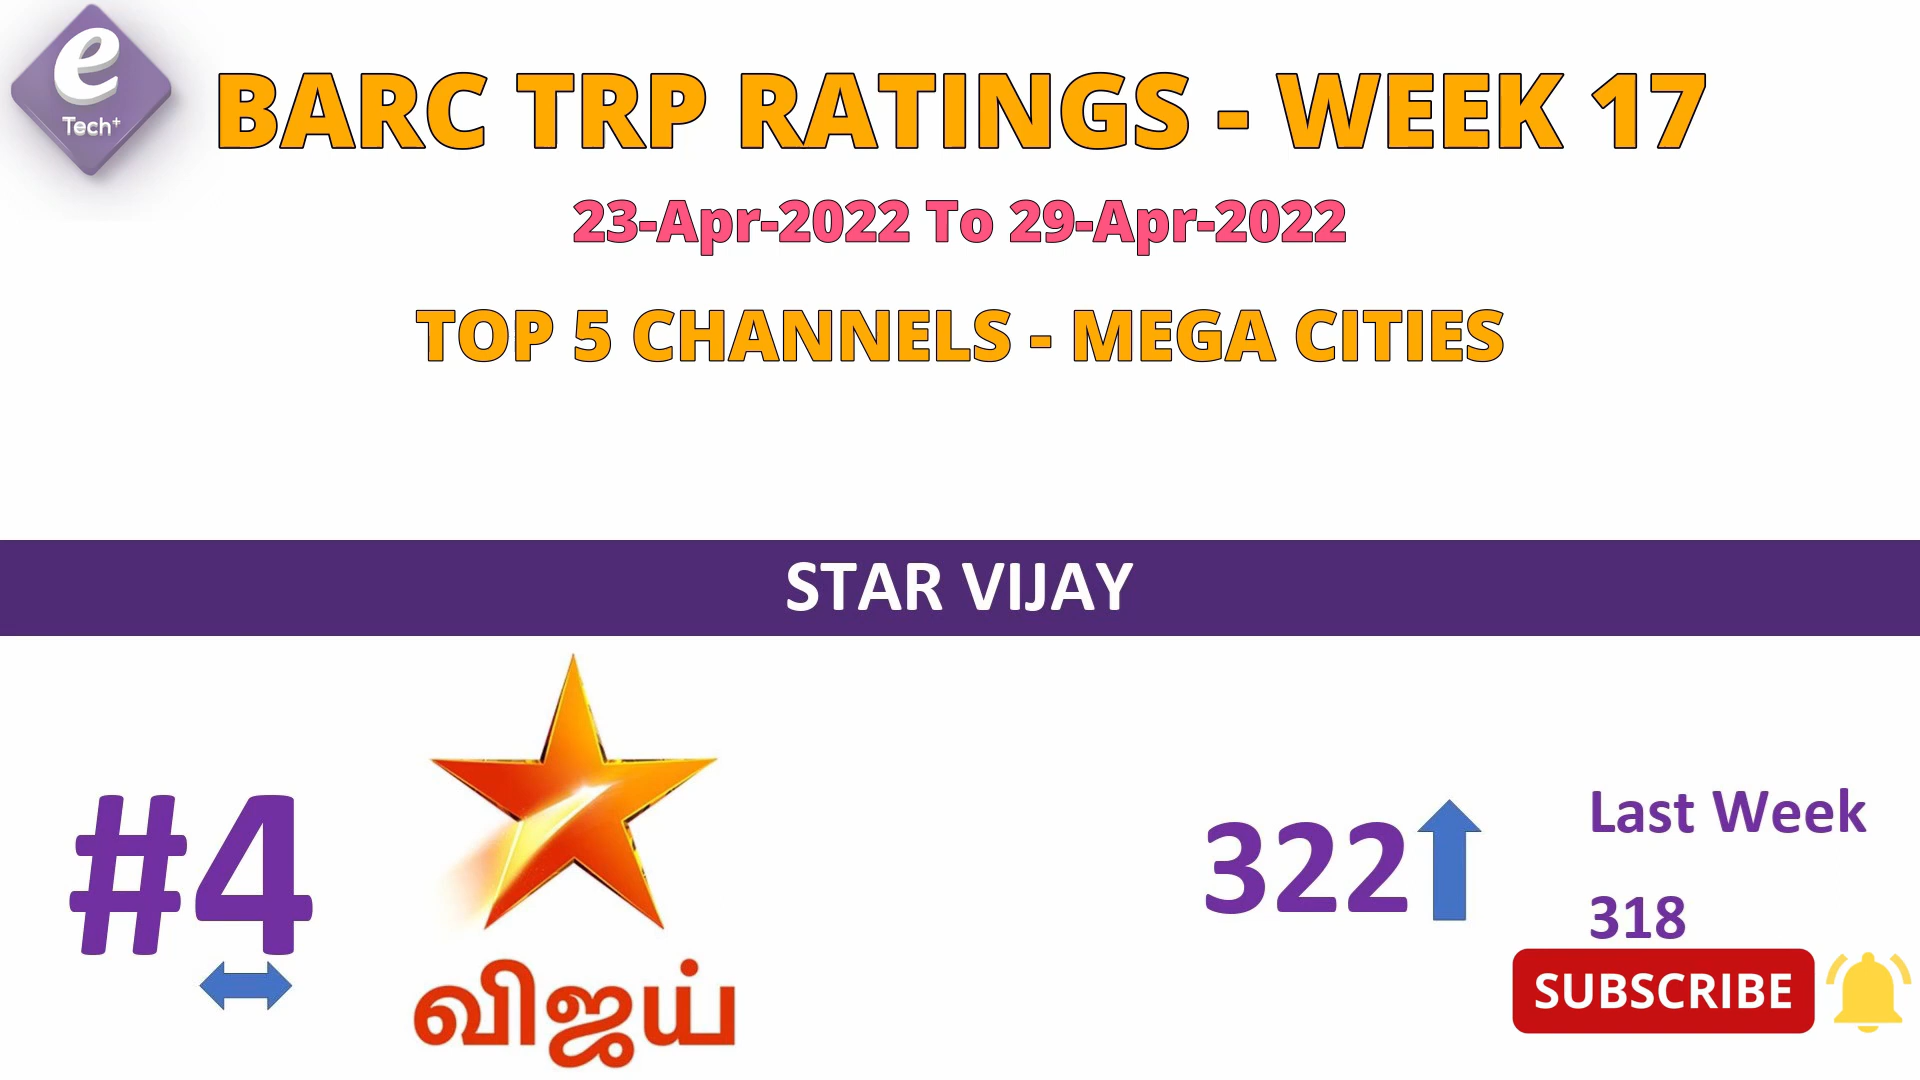 e
Tech+
BARC TRP RATINGS - WEEK 17
23-Apr-2022 To 29-Apr-2022
TOP 5 CHANNELS - MEGA CITIES
STAR VIJAY
#4
விஜய்
322
Last Week
318
SUBSCRIBE